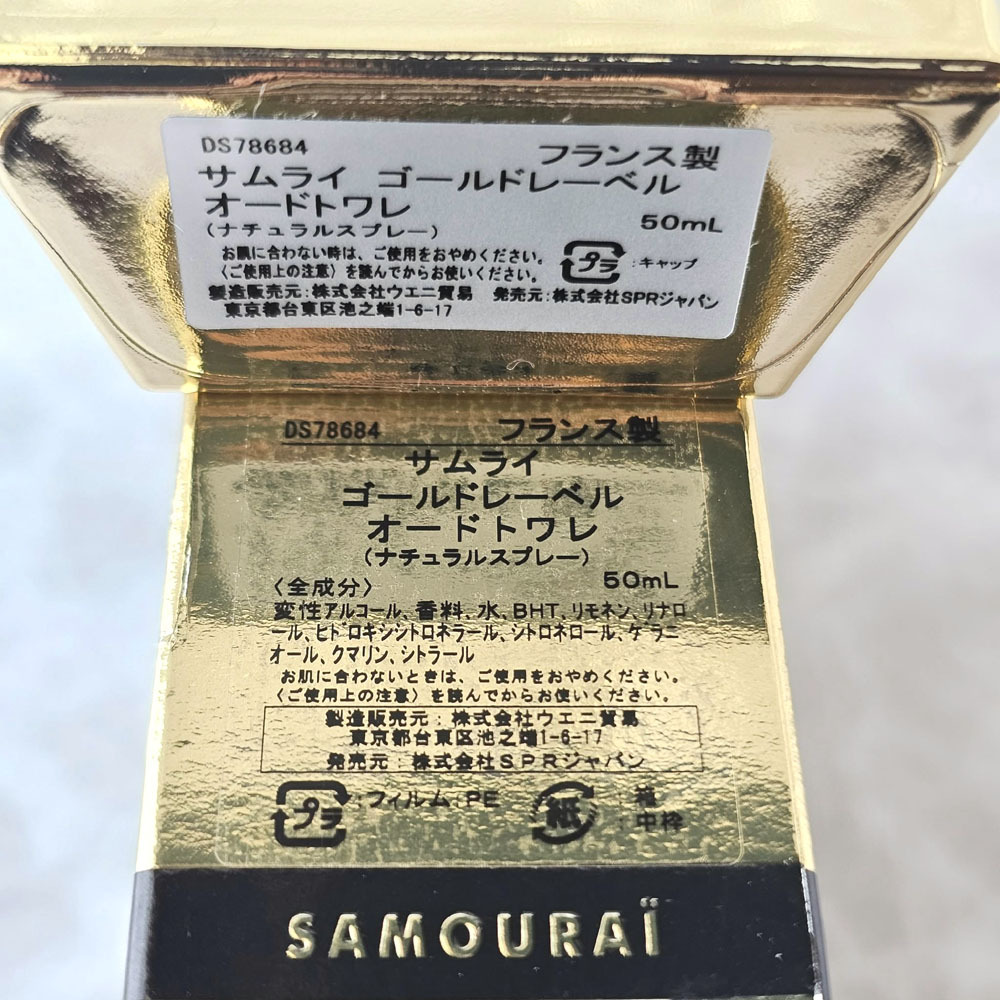 DS78684 フランス製
サムライ ゴールドレーベル
オードトワレ 50mL
(ナチュラルスプレー)
お肌に合わない時は、ご使用をおやめください。
〈ご使用上の注意〉を読んでからお使いください。
プラ :キャップ
製造販売元:株式会社ウエニ貿易 発売元:株式会社SPRジャパン
東京都台東区池之端1-6-17
DS78684 フランス製
サムライ
ゴールドレーベル
オードトワレ
(ナチュラルスプレー)
〈全成分〉 50mL
変性アルコール、香料、水、BHT、リモネン、リナロ
ール、ヒドロキシシトロネラール、シトロネロール、ゲラニ
オール、クマリン、シトラール
お肌に合わないときは、ご使用をおやめください。
〈ご使用上の注意〉を読んでからお使いください。
製造販売元:株式会社ウエニ貿易
東京都台東区池之端1-6-17
発売元:株式会社SPRジャパン
プラ :フィルム:PE 紙 :箱
:中枠
SAMOURAÏ